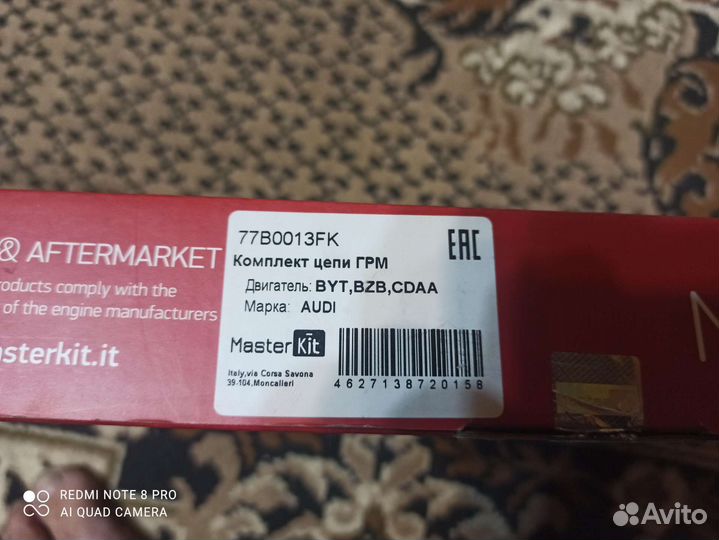 & AFTERMARKET
roducts comply with the
of the engine manufacturers
asterkit.it
77B0013FK
Комплект цепи ГРМ
Двигатель: BYT,BZB,CDAA
Марка: AUDI
EAC
Master Kit
Italy,via Corsa Savona
39-104,Moncalieri
4627138720158
REDMI NOTE 8 PRO
AI QUAD CAMERA
Avito